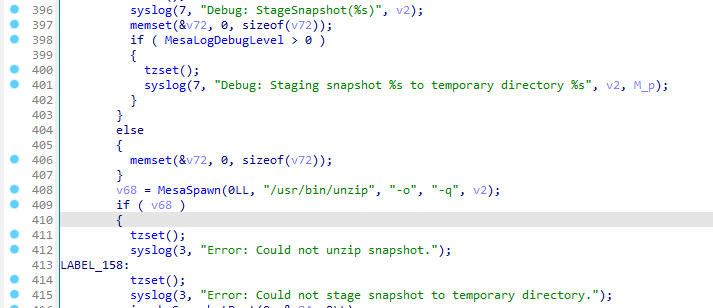 396 syslog(7, "Debug: StageSnapshot(%s)", v2);
397 memset(&v72, 0, sizeof(v72));
398 if ( MesaLogDebugLevel > 0 )
399 {
400 tzset();
401 syslog(7, "Debug: Staging snapshot %s to temporary directory %s", v2, M_p);
402 }
403 }
404 else
405 {
406 memset(&v72, 0, sizeof(v72));
407 }
408 v68 = MesaSpawn(0LL, "/usr/bin/unzip", "-o", "-q", v2);
409 if ( v68 )
410 {
411 tzset();
412 syslog(3, "Error: Could not unzip snapshot.");
413 LABEL_158:
414 tzset();
415 syslog(3, "Error: Could not stage snapshot to temporary directory.");